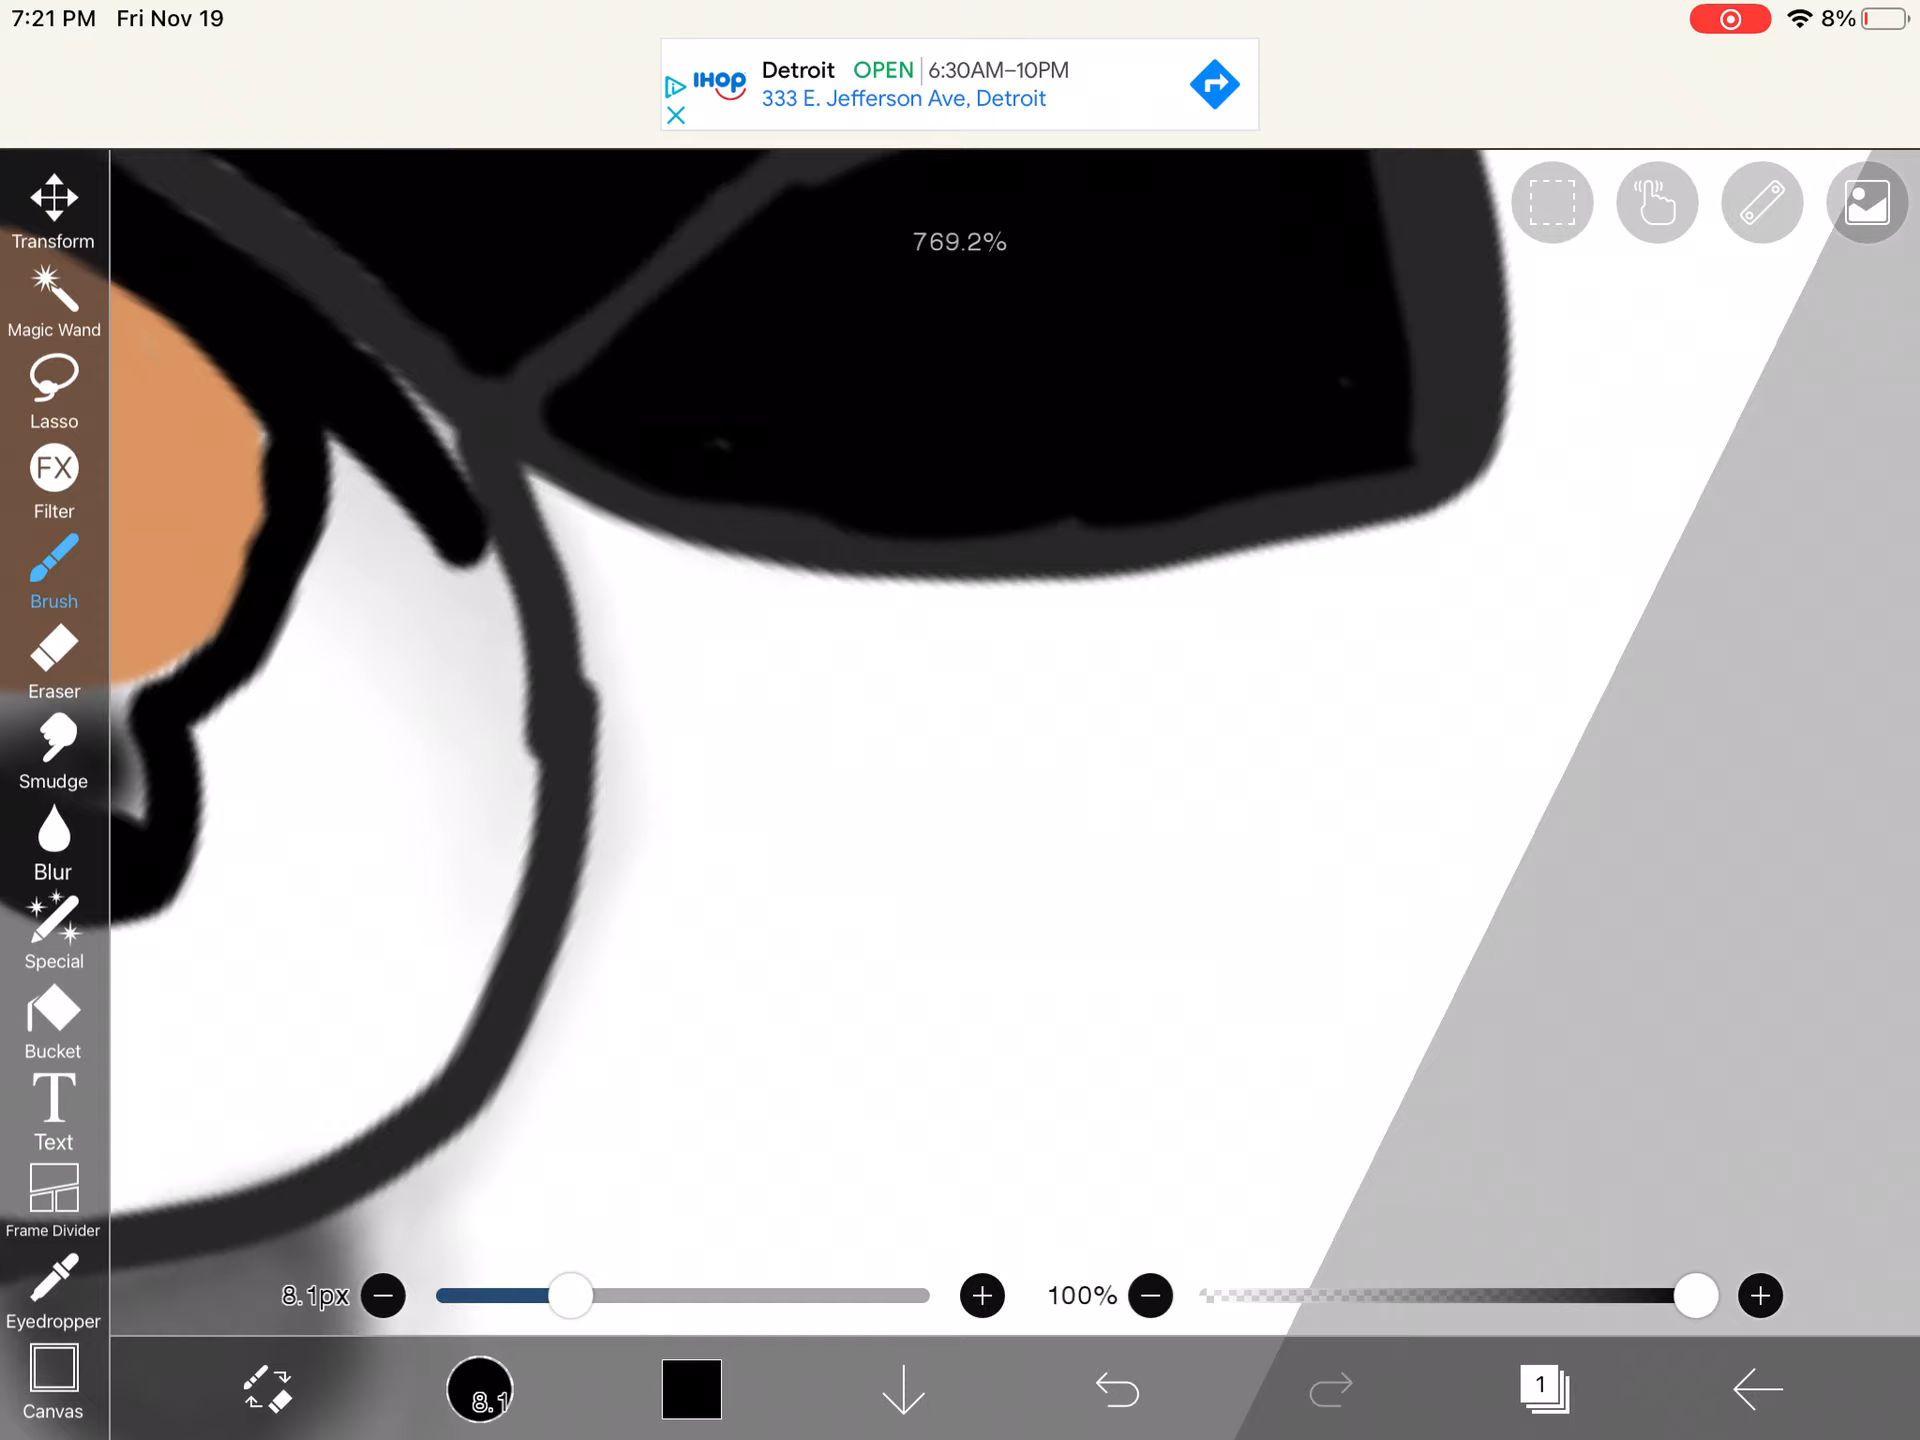 7:21 PM Fri Nov 19
8%
IHOP
Detroit OPEN 6:30AM–10PM
333 E. Jefferson Ave, Detroit
769.2%
Transform
Magic Wand
Lasso
FX
Filter
Brush
Eraser
Smudge
Blur
Special
Bucket
T
Text
Frame Divider
Eyedropper
Canvas
8.1px
100%
8.1
1